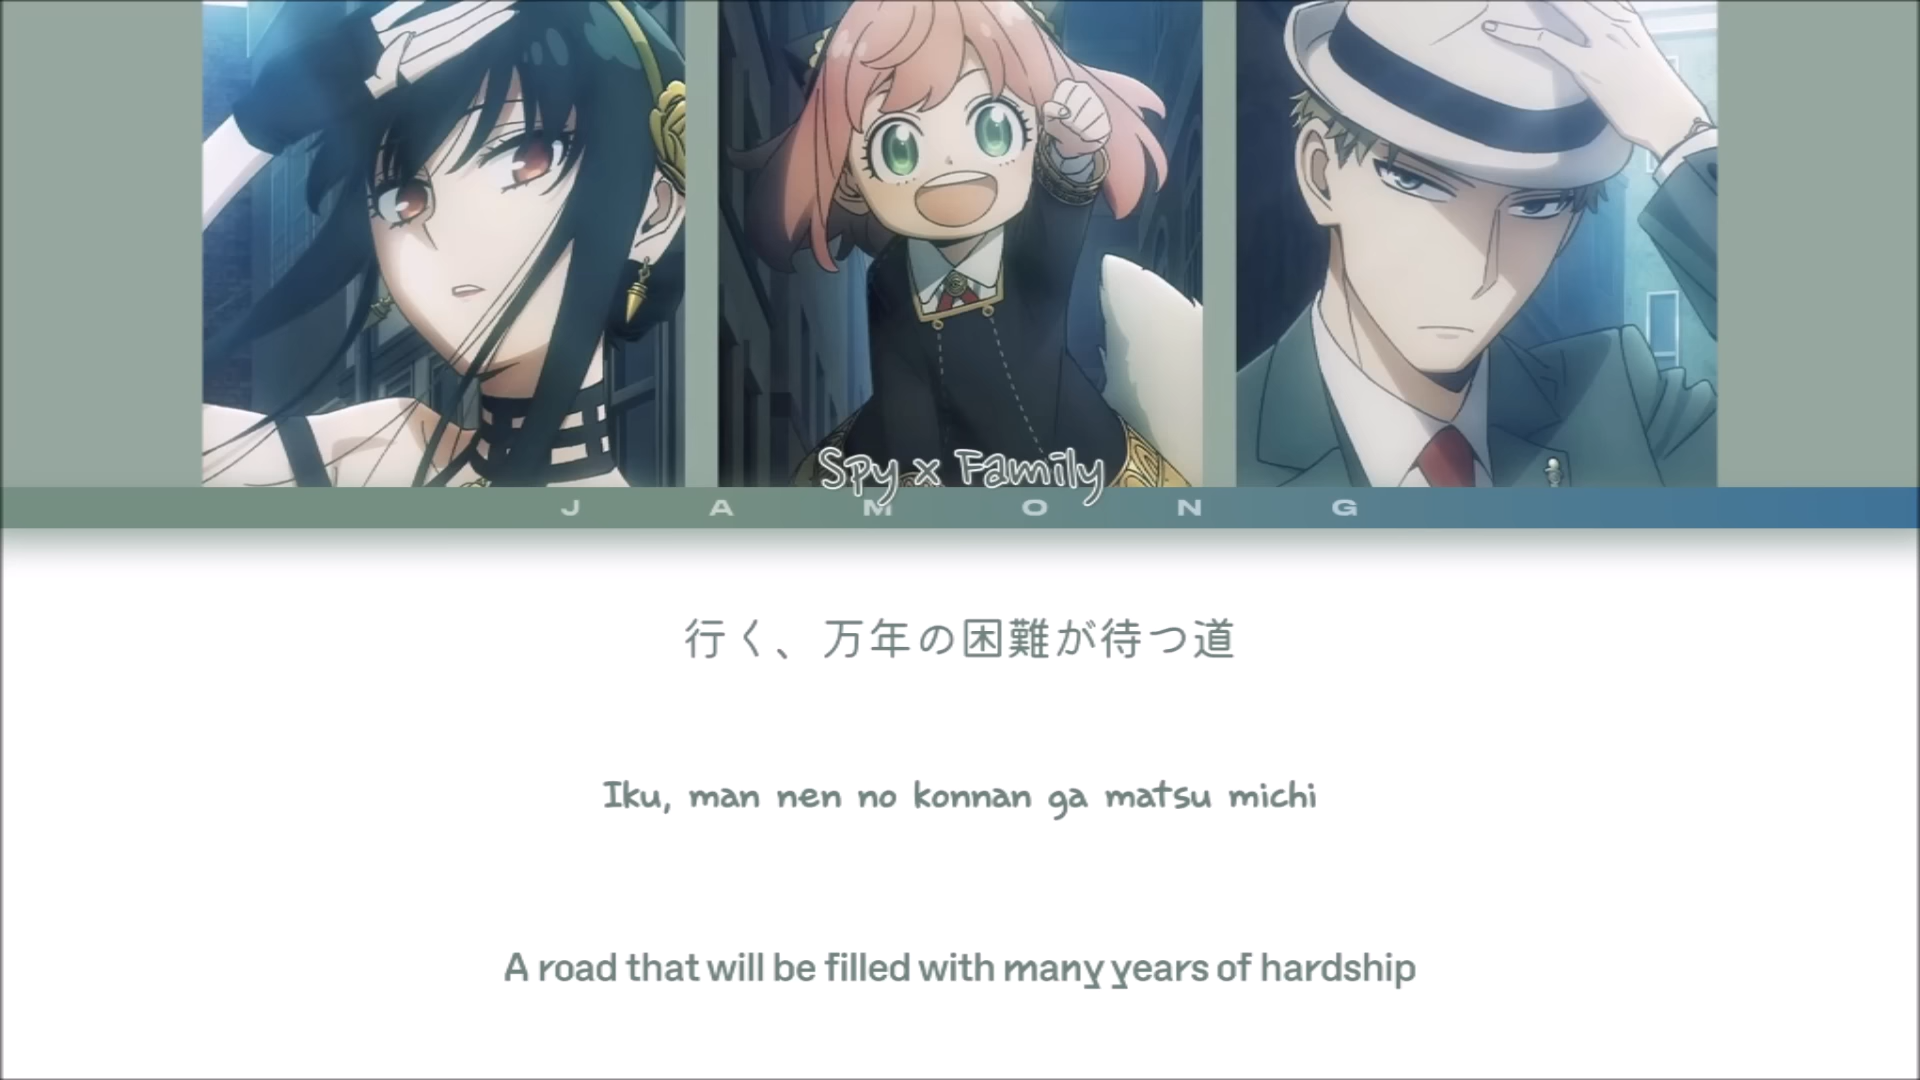 Spy x Family
JAMONG
行く、万年の困難が待つ道
Iku, man nen no konnan ga matsu michi
A road that will be filled with many years of hardship